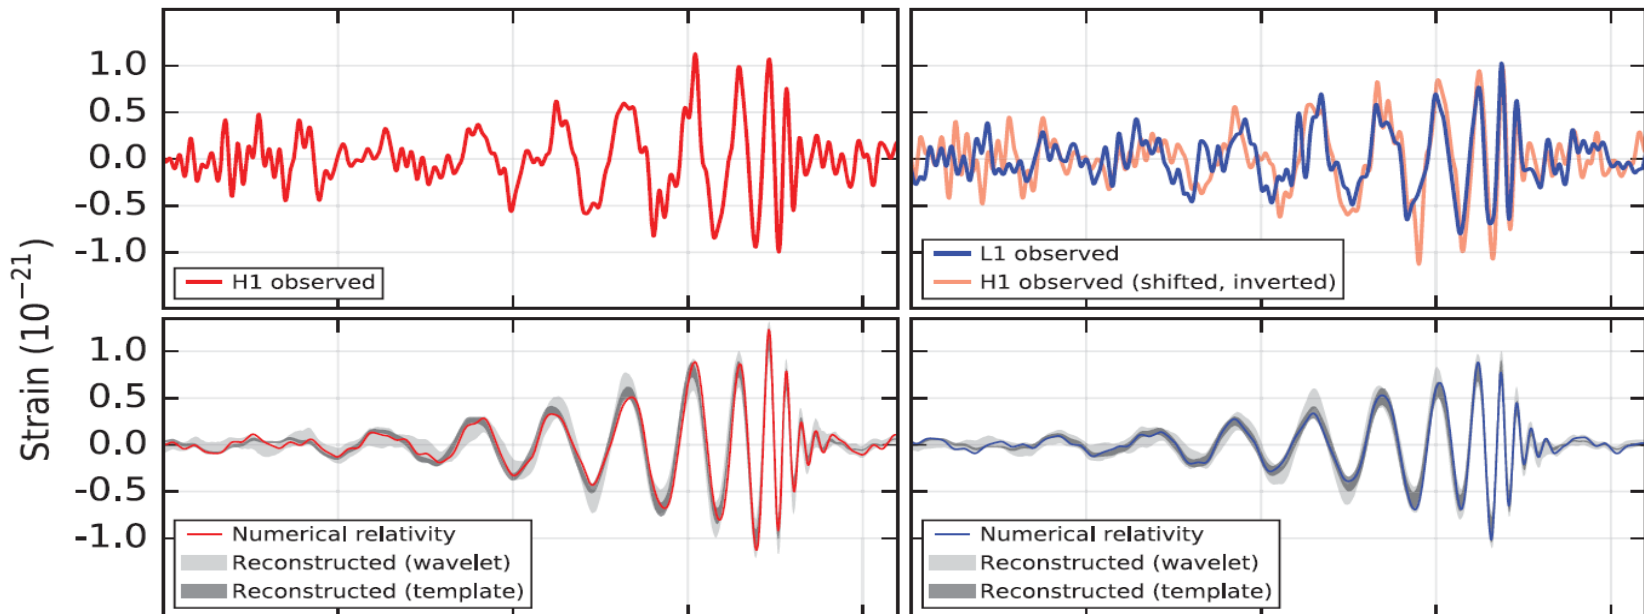 Strain (10⁻²¹)
1.0
0.5
0.0
-0.5
-1.0
H1 observed
L1 observed
H1 observed (shifted, inverted)
1.0
0.5
0.0
-0.5
-1.0
Numerical relativity
Reconstructed (wavelet)
Reconstructed (template)
Numerical relativity
Reconstructed (wavelet)
Reconstructed (template)